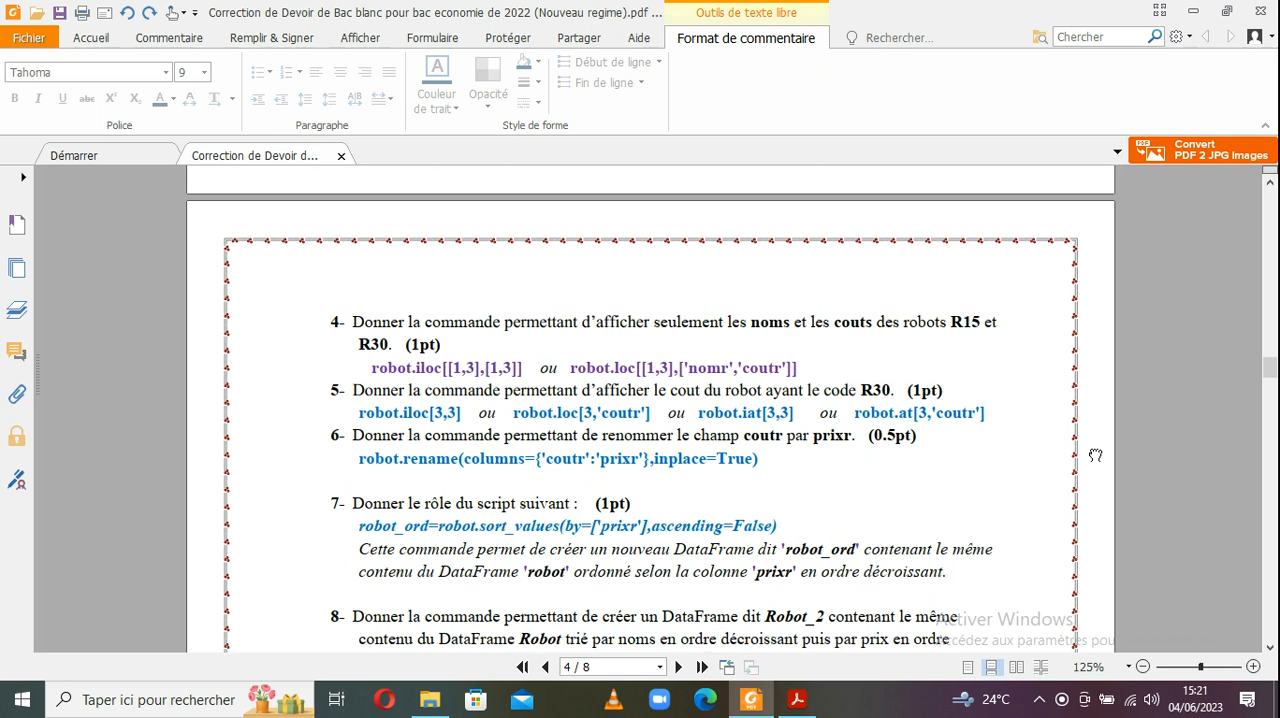 Correction de Devoir de Bac blanc pour bac economie de 2022 (Nouveau regime).pdf ...
Outils de texte libre
Fichier Accueil Commentaire Remplir & Signer Afficher Formulaire Protéger Partager Aide Format de commentaire Rechercher... Chercher
Tahoma 9
Couleur de trait
Opacité
Début de ligne
Fin de ligne
Police Paragraphe Style de forme
Démarrer Correction de Devoir d...
Convert
PDF 2 JPG Images
4- Donner la commande permettant d’afficher seulement les noms et les couts des robots R15 et
R30. (1pt)
robot.iloc[[1,3],[1,3]] ou robot.loc[[1,3],['nomr','coutr']]
5- Donner la commande permettant d’afficher le cout du robot ayant le code R30. (1pt)
robot.iloc[3,3] ou robot.loc[3,'coutr'] ou robot.iat[3,3] ou robot.at[3,'coutr']
6- Donner la commande permettant de renommer le champ coutr par prixr. (0.5pt)
robot.rename(columns={'coutr':'prixr'},inplace=True)
7- Donner le rôle du script suivant : (1pt)
robot_ord=robot.sort_values(by=['prixr'],ascending=False)
Cette commande permet de créer un nouveau DataFrame dit 'robot_ord' contenant le même
contenu du DataFrame 'robot' ordonné selon la colonne 'prixr' en ordre décroissant.
8- Donner la commande permettant de créer un DataFrame dit Robot_2 contenant le même
contenu du DataFrame Robot trié par noms en ordre décroissant puis par prix en ordre
Activer Windows
Accédez aux paramètres pou
4 / 8
125%
Taper ici pour rechercher
24°C
15:21
04/06/2023